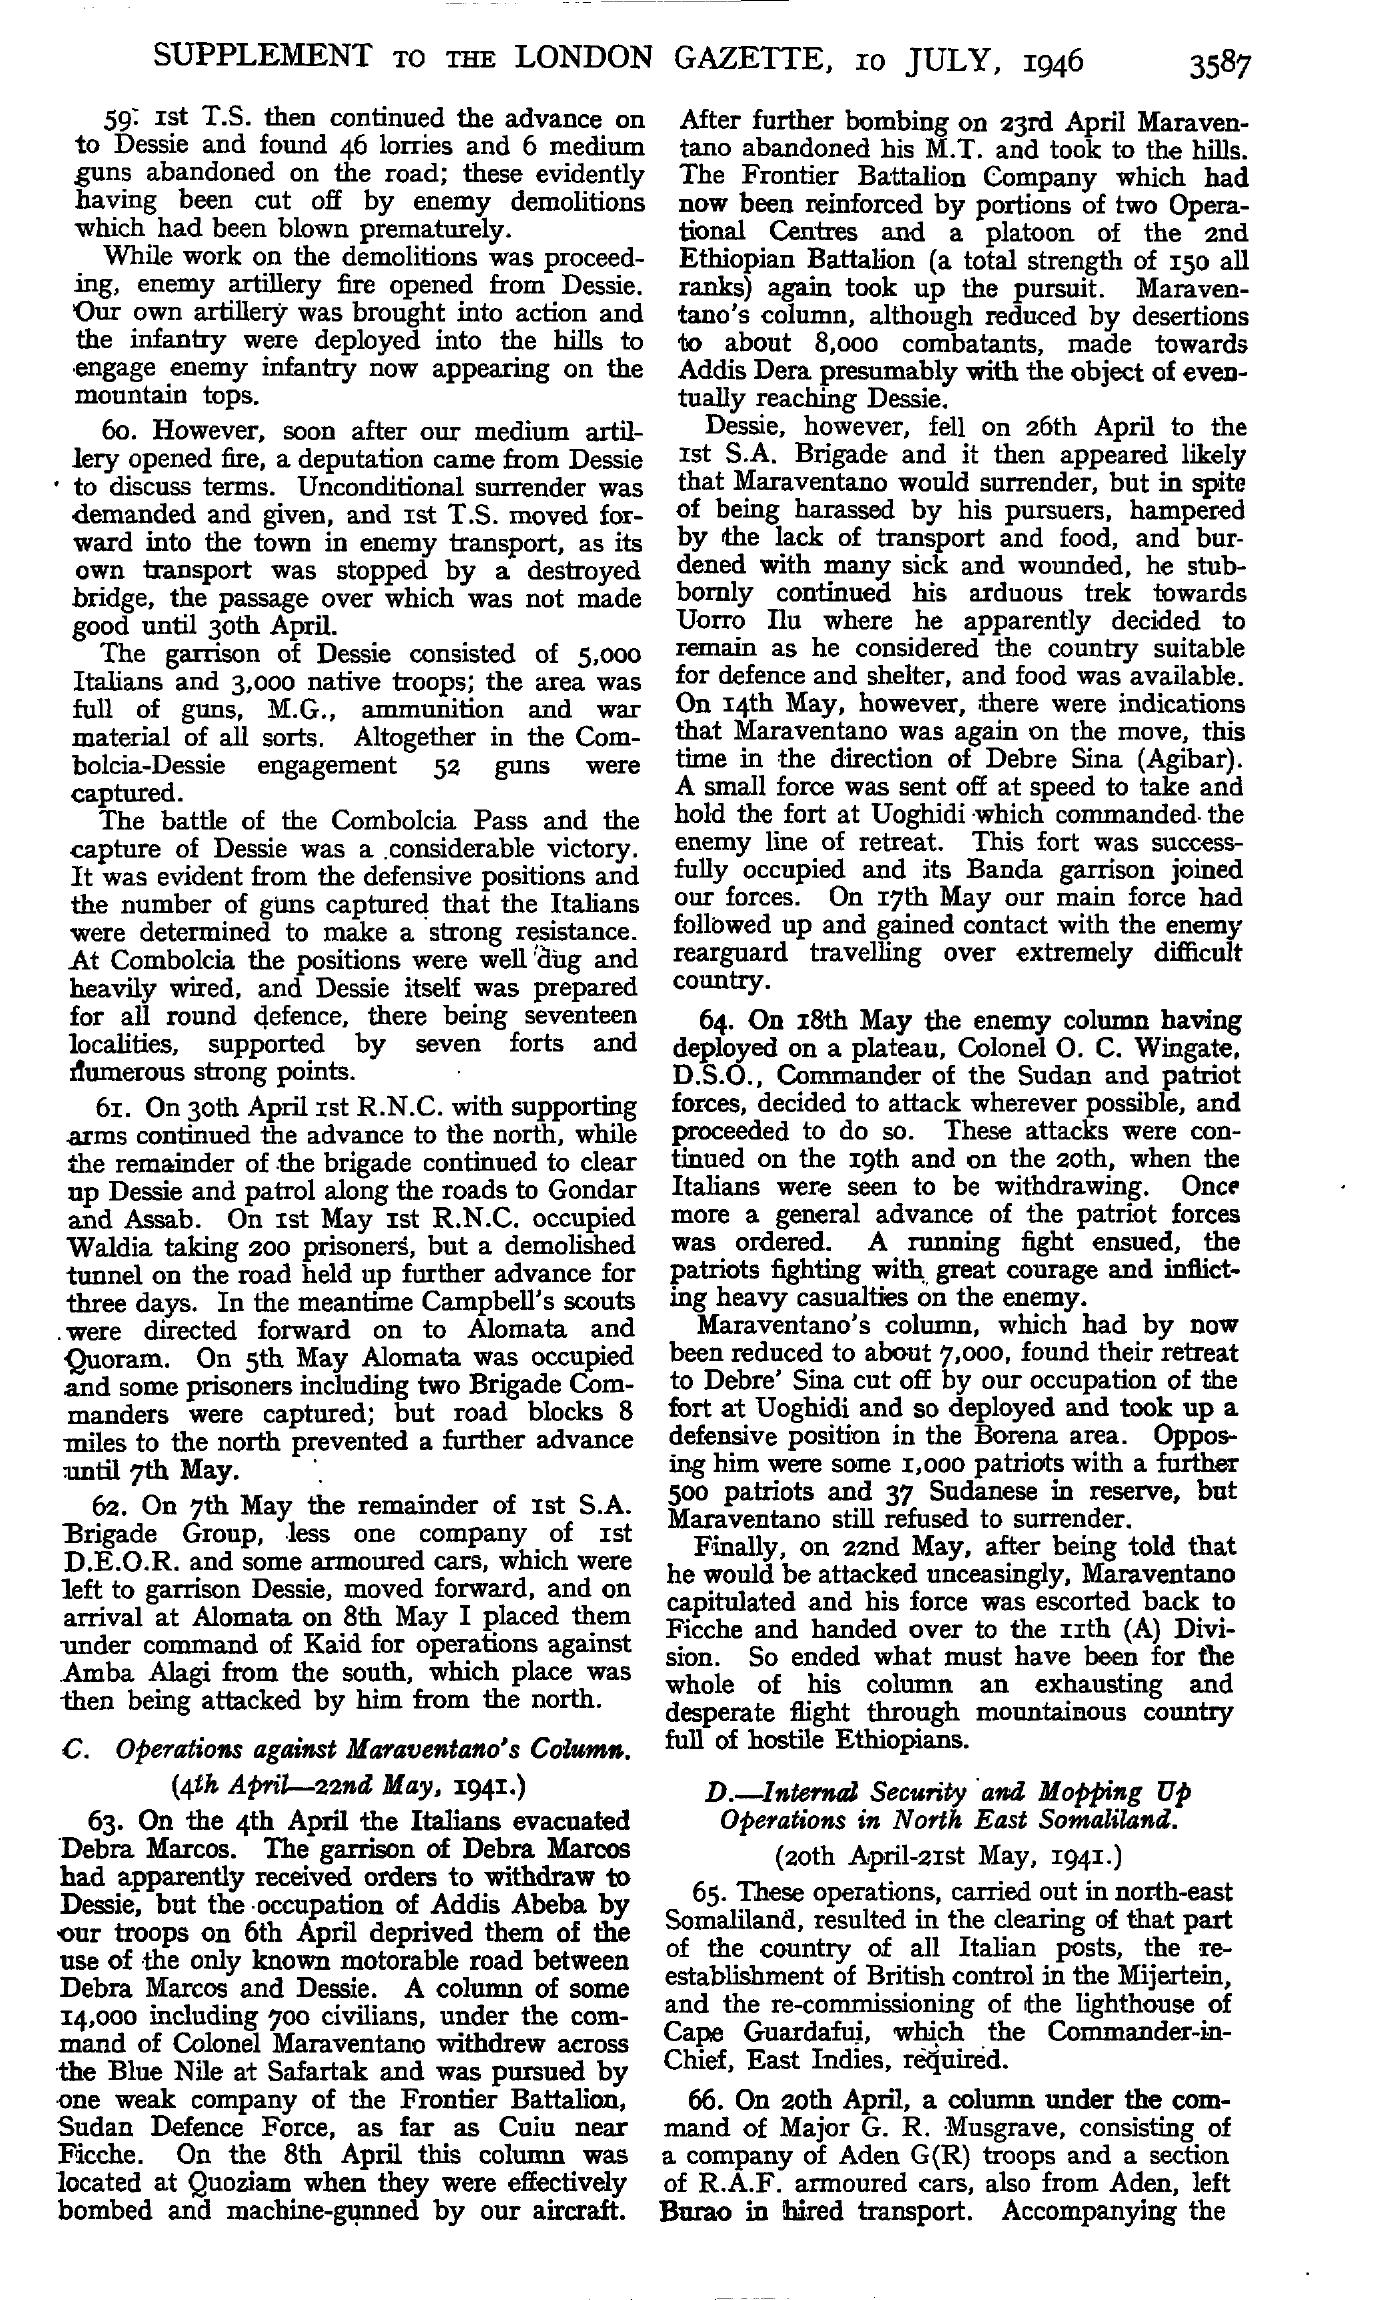 SUPPLEMENT TO THE LONDON GAZETTE, 10 JULY, 1946 3587
59. 1st T.S. then continued the advance on
to Dessie and found 46 lorries and 6 medium
guns abandoned on the road; these evidently
having been cut off by enemy demolitions
which had been blown prematurely.
While work on the demolitions was proceed-
ing, enemy artillery fire opened from Dessie.
Our own artillery was brought into action and
the infantry were deployed into the hills to
engage enemy infantry now appearing on the
mountain tops.
60. However, soon after our medium artil-
lery opened fire, a deputation came from Dessie
to discuss terms. Unconditional surrender was
demanded and given, and 1st T.S. moved for-
ward into the town in enemy transport, as its
own transport was stopped by a destroyed
bridge, the passage over which was not made
good until 30th April.
The garrison of Dessie consisted of 5,000
Italians and 3,000 native troops; the area was
full of guns, M.G., ammunition and war
material of all sorts. Altogether in the Com-
bolcia-Dessie engagement 52 guns were
captured.
The battle of the Combolcia Pass and the
capture of Dessie was a considerable victory.
It was evident from the defensive positions and
the number of guns captured that the Italians
were determined to make a strong resistance.
At Combolcia the positions were well dug and
heavily wired, and Dessie itself was prepared
for all round defence, there being seventeen
localities, supported by seven forts and
numerous strong points.
61. On 30th April 1st R.N.C. with supporting
arms continued the advance to the north, while
the remainder of the brigade continued to clear
up Dessie and patrol along the roads to Gondar
and Assab. On 1st May 1st R.N.C. occupied
Waldia taking 200 prisoners, but a demolished
tunnel on the road held up further advance for
three days. In the meantime Campbell's scouts
were directed forward on to Alomata and
Quoram. On 5th May Alomata was occupied
and some prisoners including two Brigade Com-
manders were captured; but road blocks 8
miles to the north prevented a further advance
until 7th May.
62. On 7th May the remainder of 1st S.A.
Brigade Group, less one company of 1st
D.E.O.R. and some armoured cars, which were
left to garrison Dessie, moved forward, and on
arrival at Alomata on 8th May I placed them
under command of Kaid for operations against
Amba Alagi from the south, which place was
then being attacked by him from the north.
C. Operations against Maraventano's Column.
(4th April—22nd May, 1941.)
63. On the 4th April the Italians evacuated
Debra Marcos. The garrison of Debra Marcos
had apparently received orders to withdraw to
Dessie, but the occupation of Addis Abeba by
our troops on 6th April deprived them of the
use of the only known motorable road between
Debra Marcos and Dessie. A column of some
14,000 including 700 civilians, under the com-
mand of Colonel Maraventano withdrew across
the Blue Nile at Safartak and was pursued by
one weak company of the Frontier Battalion,
Sudan Defence Force, as far as Cuiu near
Ficche. On the 8th April this column was
located at Quoziam when they were effectively
bombed and machine-gunned by our aircraft.
After further bombing on 23rd April Maraven-
tano abandoned his M.T. and took to the hills.
The Frontier Battalion Company which had
now been reinforced by portions of two Opera-
tional Centres and a platoon of the 2nd
Ethiopian Battalion (a total strength of 150 all
ranks) again took up the pursuit. Maraven-
tano's column, although reduced by desertions
to about 8,000 combatants, made towards
Addis Dera presumably with the object of even-
tually reaching Dessie.
Dessie, however, fell on 26th April to the
1st S.A. Brigade and it then appeared likely
that Maraventano would surrender, but in spite
of being harassed by his pursuers, hampered
by the lack of transport and food, and bur-
dened with many sick and wounded, he stub-
bornly continued his arduous trek towards
Uorro Ilu where he apparently decided to
remain as he considered the country suitable
for defence and shelter, and food was available.
On 14th May, however, there were indications
that Maraventano was again on the move, this
time in the direction of Debre Sina (Agibar).
A small force was sent off at speed to take and
hold the fort at Uoghidi which commanded the
enemy line of retreat. This fort was success-
fully occupied and its Banda garrison joined
our forces. On 17th May our main force had
followed up and gained contact with the enemy
rearguard travelling over extremely difficult
country.
64. On 18th May the enemy column having
deployed on a plateau, Colonel O. C. Wingate,
D.S.O., Commander of the Sudan and patriot
forces, decided to attack wherever possible, and
proceeded to do so. These attacks were con-
tinued on the 19th and on the 20th, when the
Italians were seen to be withdrawing. Once
more a general advance of the patriot forces
was ordered. A running fight ensued, the
patriots fighting with great courage and inflict-
ing heavy casualties on the enemy.
Maraventano's column, which had by now
been reduced to about 7,000, found their retreat
to Debre' Sina cut off by our occupation of the
fort at Uoghidi and so deployed and took up a
defensive position in the Borena area. Oppos-
ing him were some 1,000 patriots with a further
500 patriots and 37 Sudanese in reserve, but
Maraventano still refused to surrender.
Finally, on 22nd May, after being told that
he would be attacked unceasingly, Maraventano
capitulated and his force was escorted back to
Ficche and handed over to the 11th (A) Divi-
sion. So ended what must have been for the
whole of his column an exhausting and
desperate flight through mountainous country
full of hostile Ethiopians.
D.—Internal Security and Mopping Up
Operations in North East Somaliland.
(20th April-21st May, 1941.)
65. These operations, carried out in north-east
Somaliland, resulted in the clearing of that part
of the country of all Italian posts, the re-
establishment of British control in the Mijertein,
and the re-commissioning of the lighthouse of
Cape Guardafui, which the Commander-in-
Chief, East Indies, required.
66. On 20th April, a column under the com-
mand of Major G. R. Musgrave, consisting of
a company of Aden G(R) troops and a section
of R.A.F. armoured cars, also from Aden, left
Burao in hired transport. Accompanying the